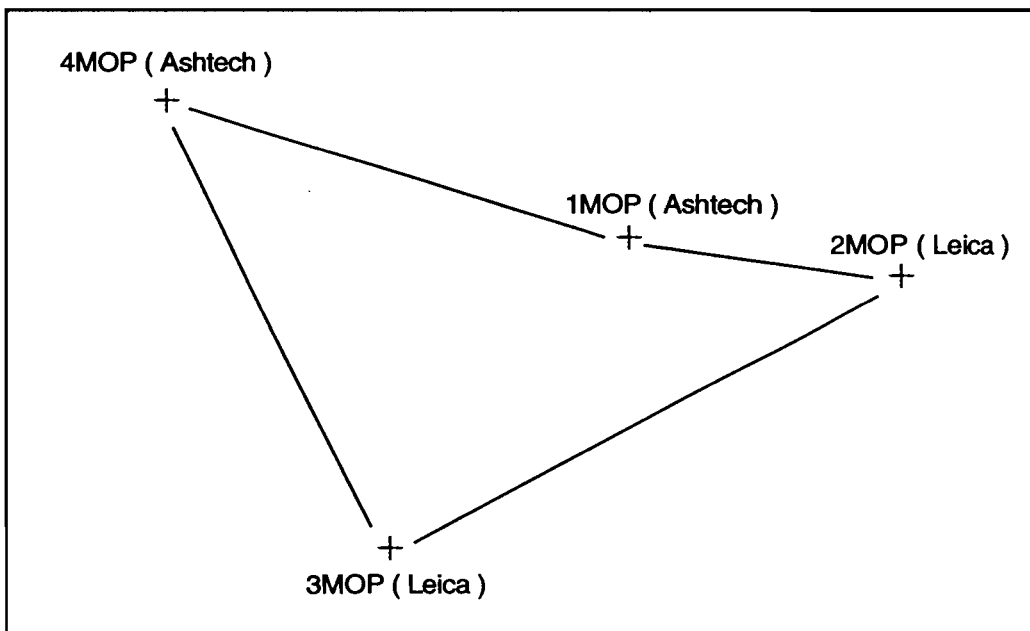 4MOP ( Ashtech )
1MOP ( Ashtech )
2MOP ( Leica )
3MOP ( Leica )